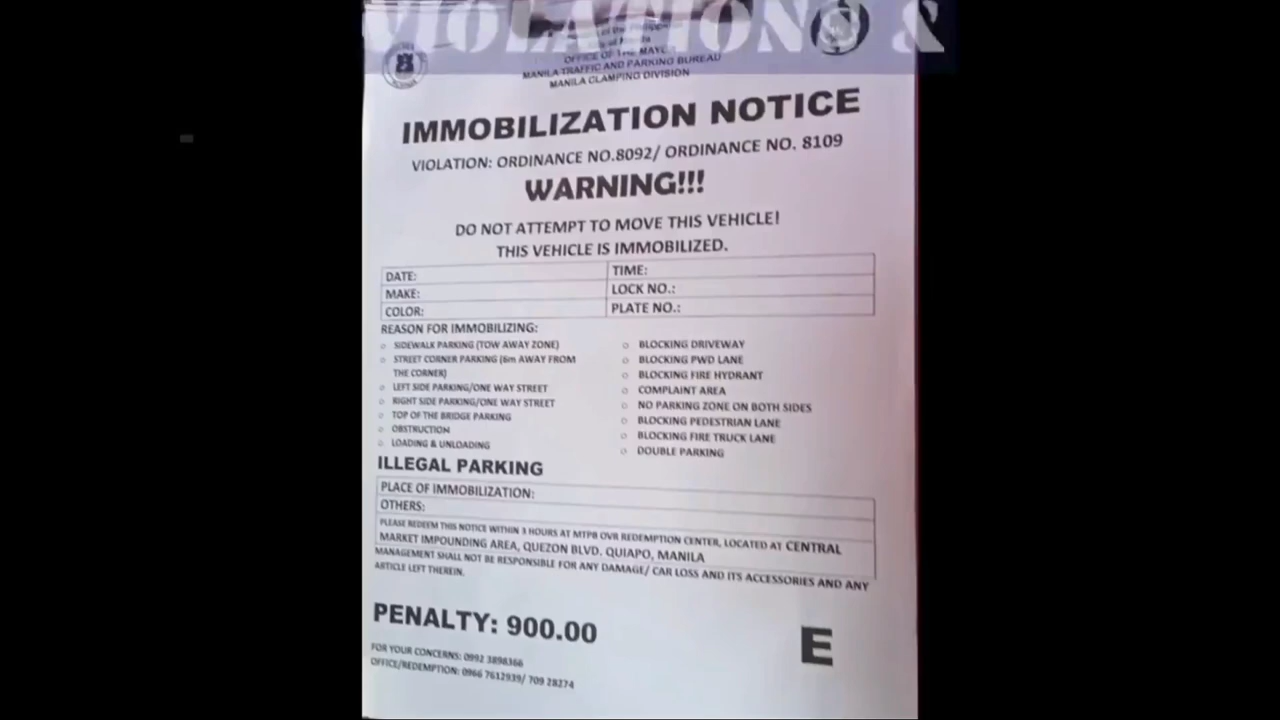 VIOLATIONS &
OFFICE OF THE MAYO
MANILA TRAFFIC AND PARKING BUREAU
MANILA CLAMPING DIVISION
IMMOBILIZATION NOTICE
VIOLATION: ORDINANCE NO.8092/ ORDINANCE NO. 8109
WARNING!!!
DO NOT ATTEMPT TO MOVE THIS VEHICLE!
THIS VEHICLE IS IMMOBILIZED.
DATE: TIME:
MAKE: LOCK NO.:
COLOR: PLATE NO.:
REASON FOR IMMOBILIZING:
SIDEWALK PARKING (TOW AWAY ZONE)
STREET CORNER PARKING (6m AWAY FROM
THE CORNER)
LEFT SIDE PARKING/ONE WAY STREET
RIGHT SIDE PARKING/ONE WAY STREET
TOP OF THE BRIDGE PARKING
OBSTRUCTION
LOADING & UNLOADING
BLOCKING DRIVEWAY
BLOCKING PWD LANE
BLOCKING FIRE HYDRANT
COMPLAINT AREA
NO PARKING ZONE ON BOTH SIDES
BLOCKING PEDESTRIAN LANE
BLOCKING FIRE TRUCK LANE
DOUBLE PARKING
ILLEGAL PARKING
PLACE OF IMMOBILIZATION:
OTHERS:
PLEASE REDEEM THIS NOTICE WITHIN 3 HOURS AT MTPB OVR REDEMPTION CENTER, LOCATED AT CENTRAL
MARKET IMPOUNDING AREA, QUEZON BLVD. QUIAPO, MANILA
MANAGEMENT SHALL NOT BE RESPONSIBLE FOR ANY DAMAGE/ CAR LOSS AND ITS ACCESSORIES AND ANY
ARTICLE LEFT THEREIN.
PENALTY: 900.00
E
FOR YOUR CONCERNS: 0992 3898366
OFFICE/REDEMPTION: 0966 7612939/ 709 28274